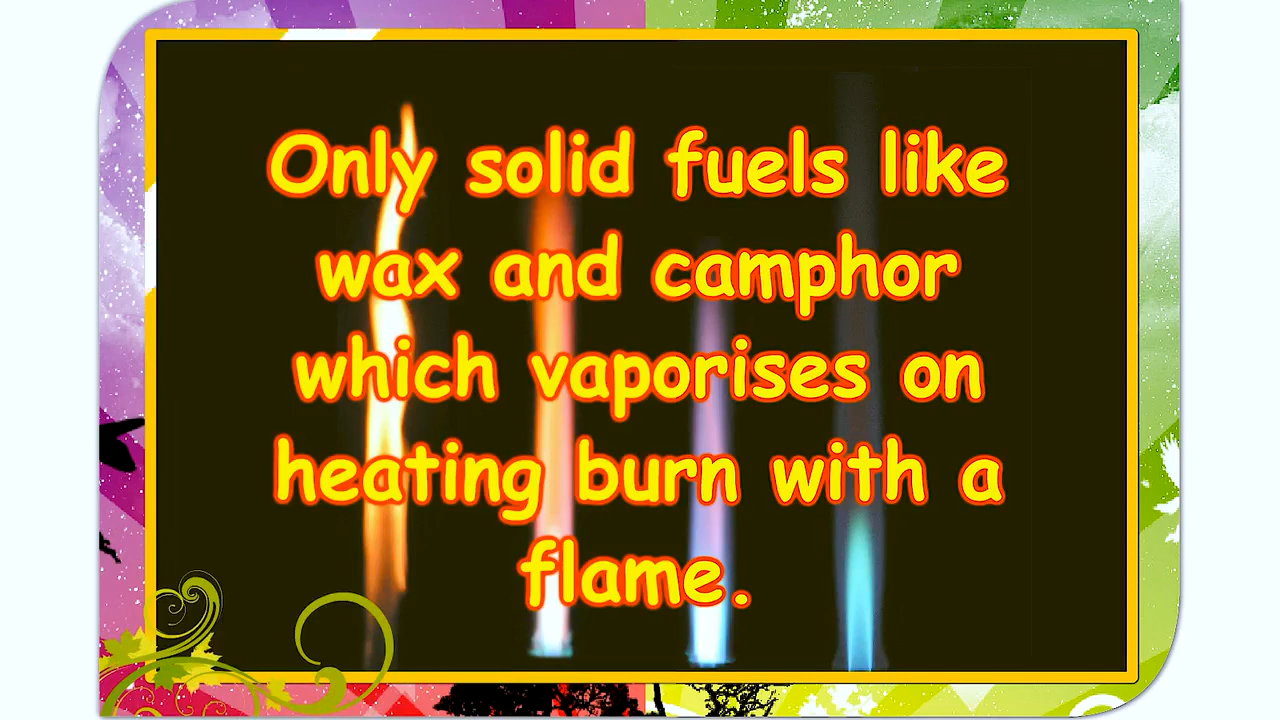 Only solid fuels like
wax and camphor
which vaporises on
heating burn with a
flame.